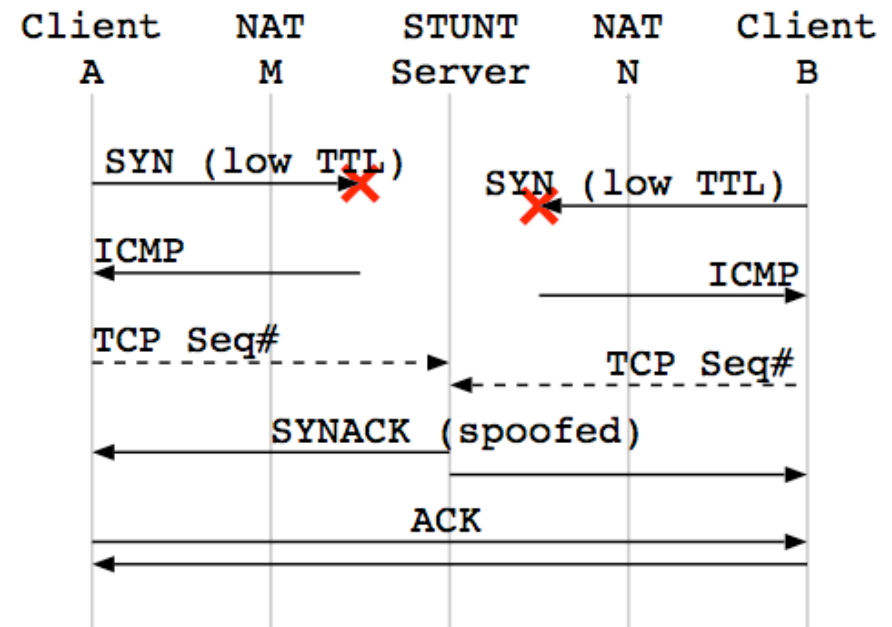 Client NAT STUNT NAT Client
A M Server N B
SYN (low TTL)
SYN (low TTL)
ICMP
ICMP
TCP Seq#
TCP Seq#
SYNACK (spoofed)
ACK